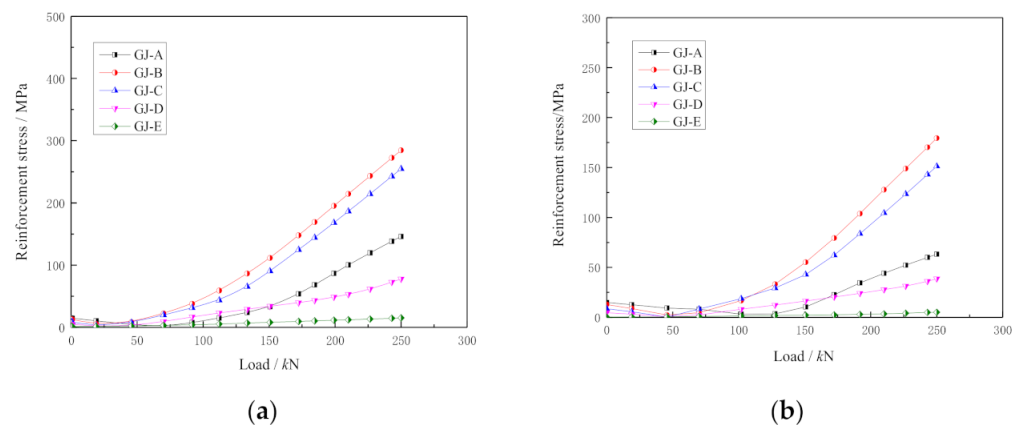 500
400
300
200
100
0
Reinforcement stress / MPa
GJ-A
GJ-B
GJ-C
GJ-D
GJ-E
0 50 100 150 200 250 300
Load / kN
(a)
300
250
200
150
100
50
0
Reinforcement stress/MPa
GJ-A
GJ-B
GJ-C
GJ-D
GJ-E
0 50 100 150 200 250 300
Load / kN
(b)